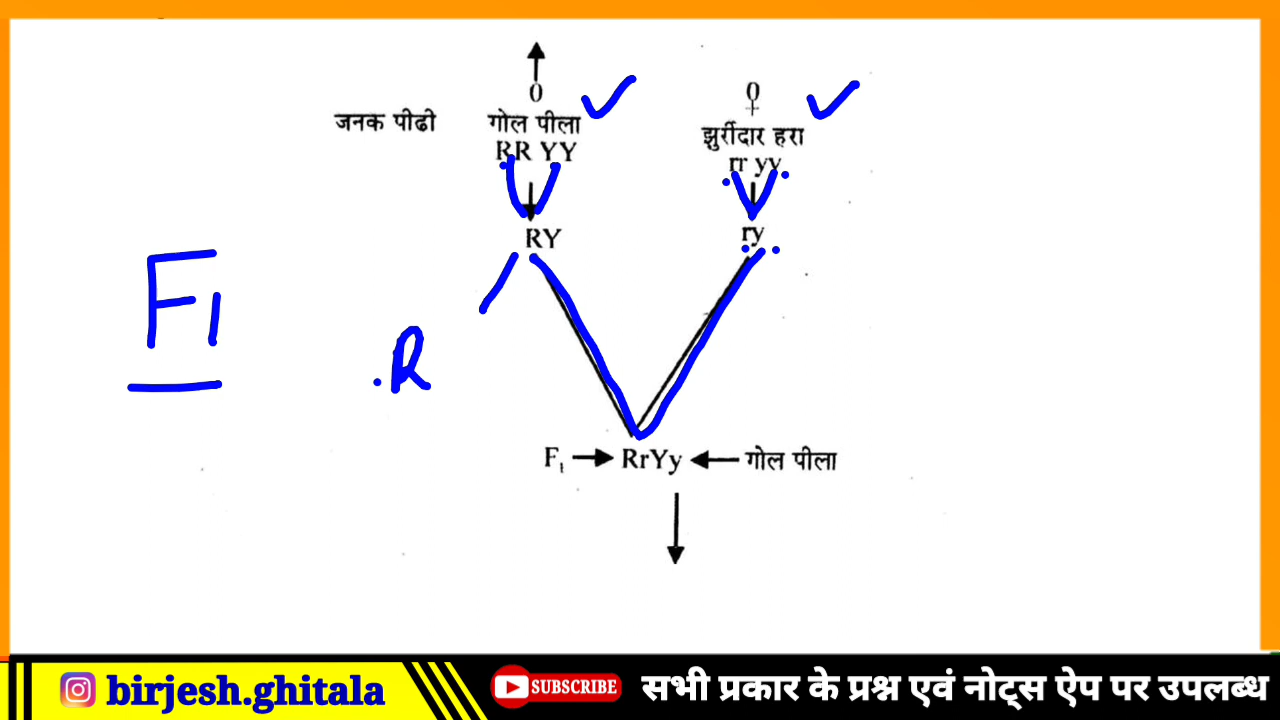 जनक पीढी
गोल पीला
RR YY
RY
♀
झुर्रीदार हरा
rr yy
ry
F1
R
F₁ RrYy गोल पीला
birjesh.ghitala
SUBSCRIBE
सभी प्रकार के प्रश्न एवं नोट्स ऐप पर उपलब्ध